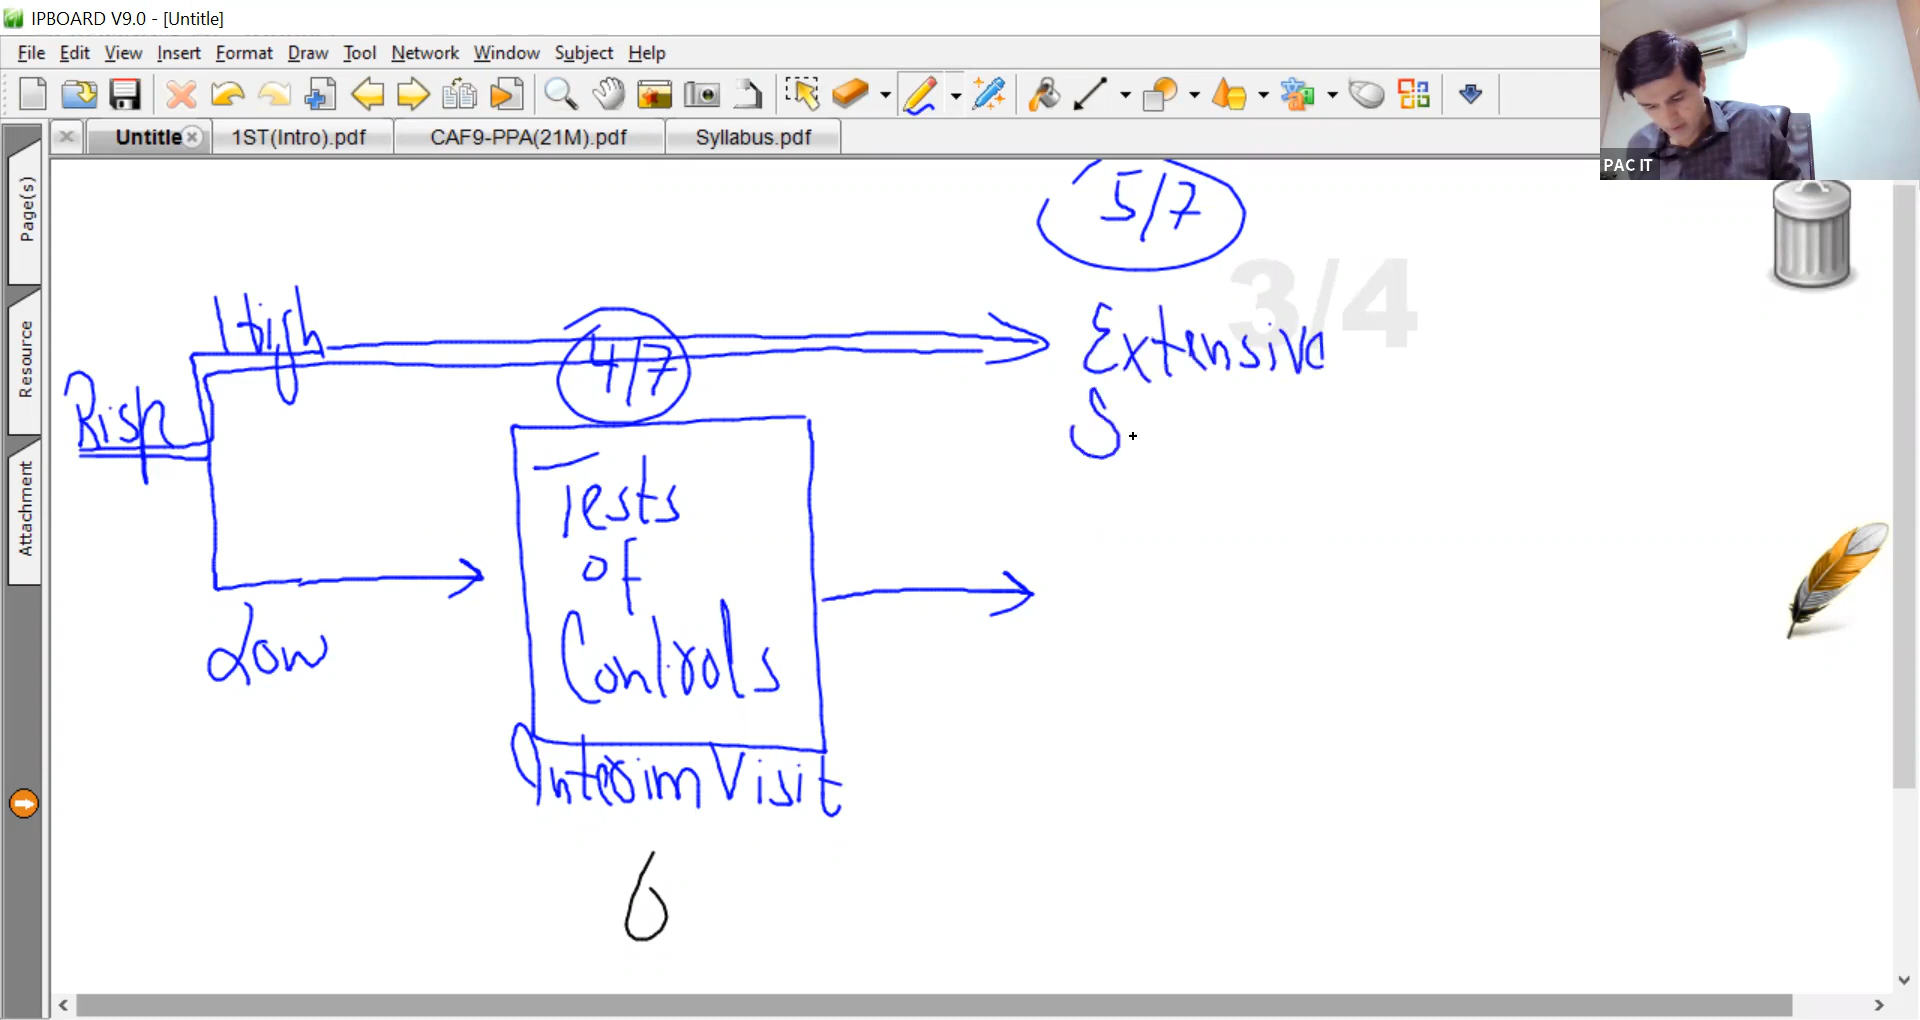 IPBOARD V9.0 - [Untitle]
File Edit View Insert Format Draw Tool Network Window Subject Help
Untitle 1ST(Intro).pdf CAF9-PPA(21M).pdf Syllabus.pdf
PAC IT
Page(s)
Resource
Attachment
5/7
3/4
High
4/7
Extensive
Risk
S
Tests
of
Controls
Low
Interim Visit
6